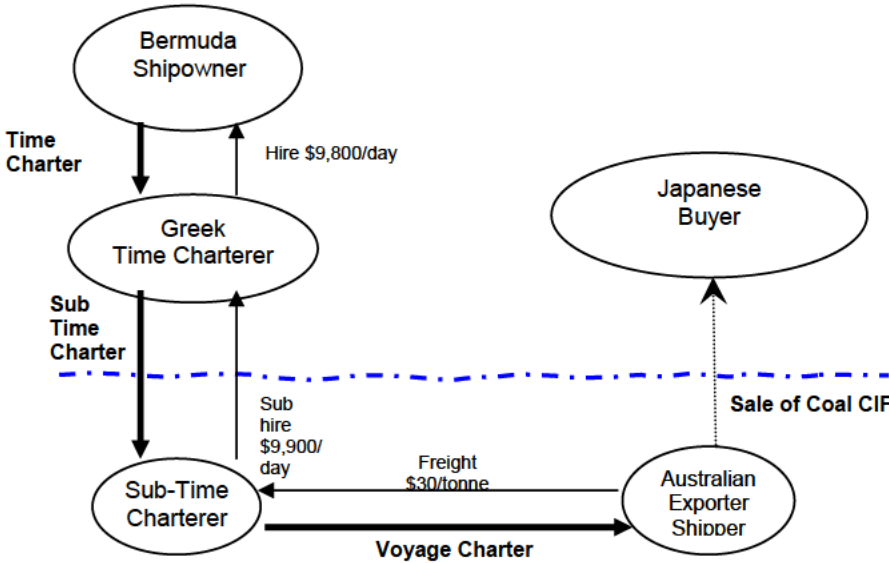 Bermuda
Shipowner
Time
Charter
Hire $9,800/day
Japanese
Buyer
Greek
Time Charterer
Sub
Time
Charter
Sale of Coal CIF
Sub
hire
$9,900/
day
Freight
$30/tonne
Sub-Time
Charterer
Australian
Exporter
Shipper
Voyage Charter